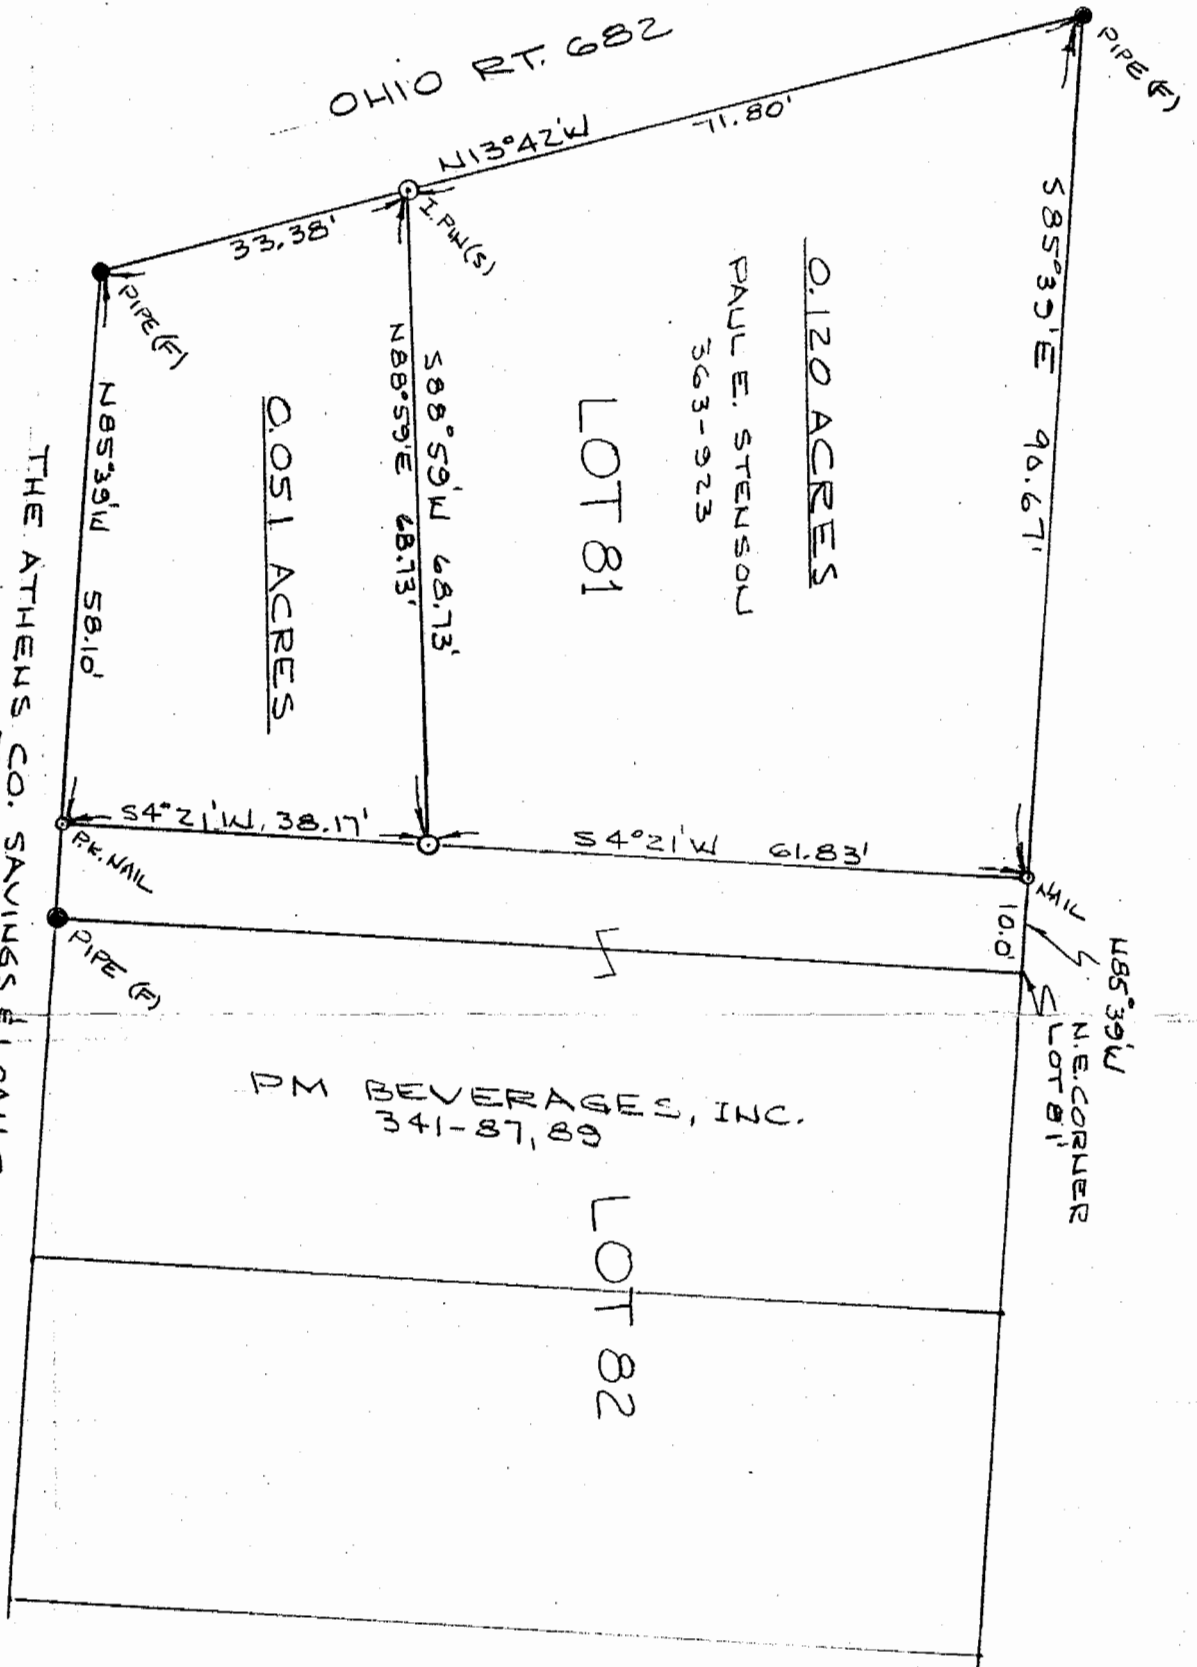 OHIO RT. 682
PIPE (F)
N13°42'W
71.80'
I. PIN (S)
33.38'
PIPE (F)
S85°39'E 90.67'
0.120 ACRES
PAUL E. STENSON
363-923
LOT 81
S88°59'W 68.73'
N88°59'E 68.73'
0.051 ACRES
N85°39'W 58.10'
THE ATHENS CO. SAVINGS &
S4°21'W, 38.17'
S4°21'W 61.83'
P.K. NAIL
NAIL
10.0'
N85°39'W
N.E. CORNER
LOT 81
PIPE (F)
PM BEVERAGES, INC.
341-87, 89
LOT 82